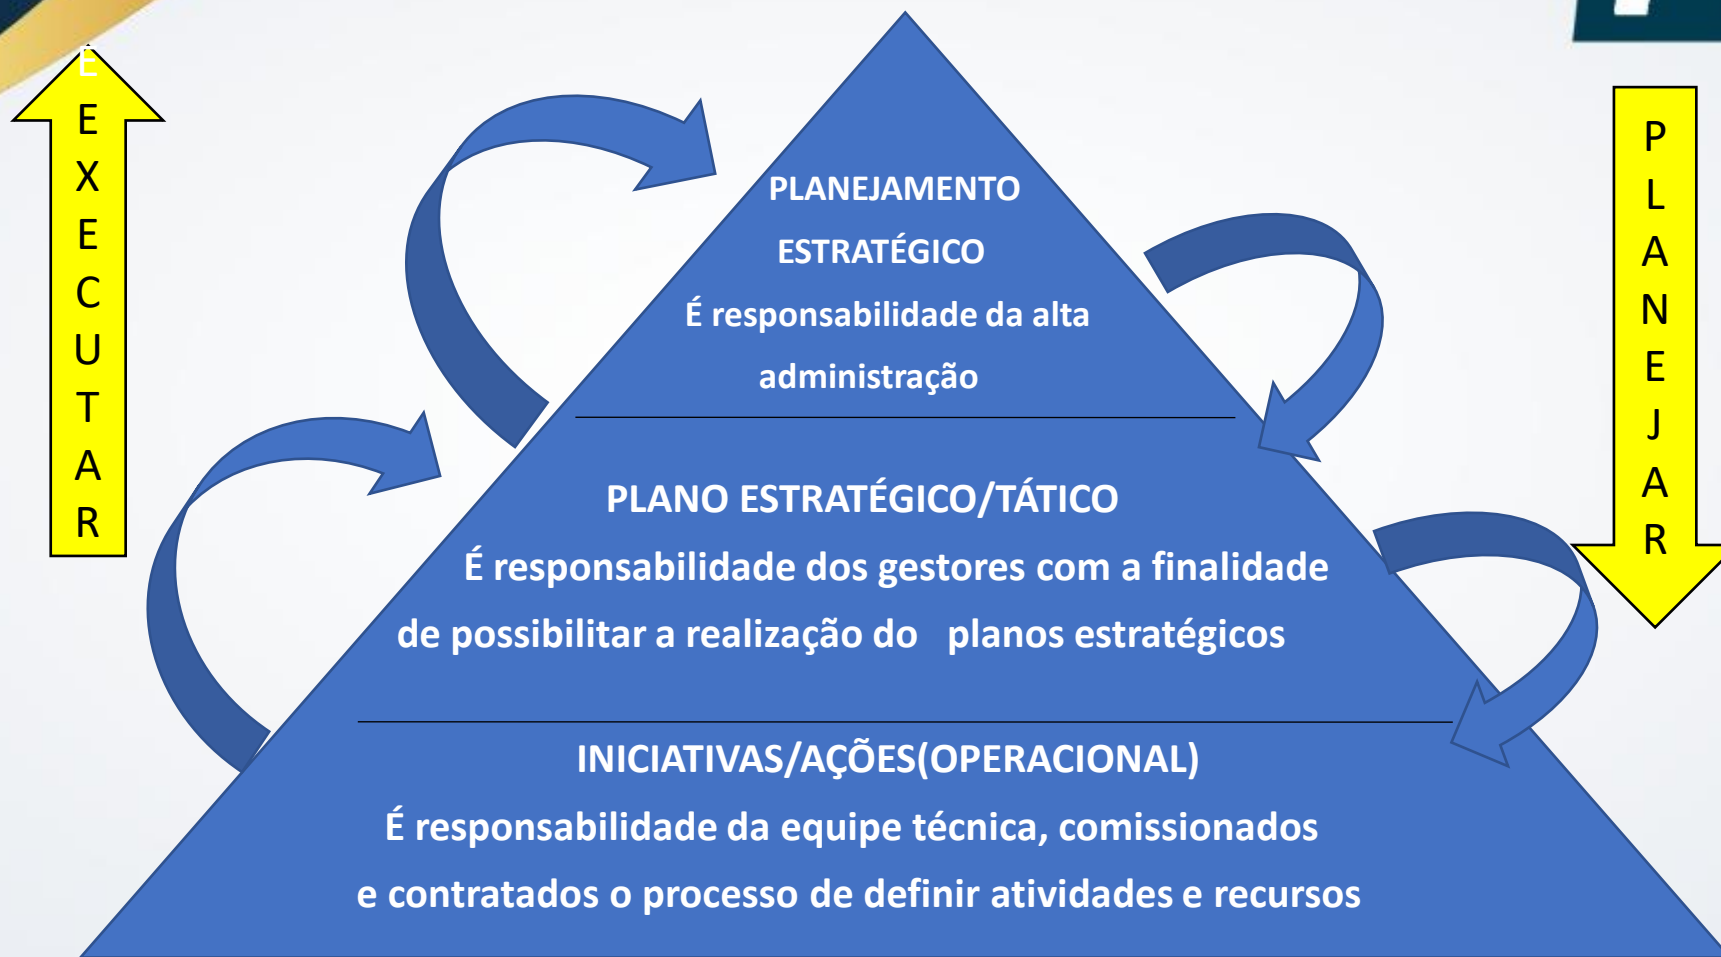 E
E
X
E
C
U
T
A
R
PLANEJAMENTO
ESTRATÉGICO
É responsabilidade da alta
administração
PLANO ESTRATÉGICO/TÁTICO
É responsabilidade dos gestores com a finalidade
de possibilitar a realização do planos estratégicos
INICIATIVAS/AÇÕES(OPERACIONAL)
É responsabilidade da equipe técnica, comissionados
e contratados o processo de definir atividades e recursos
P
L
A
N
E
J
A
R